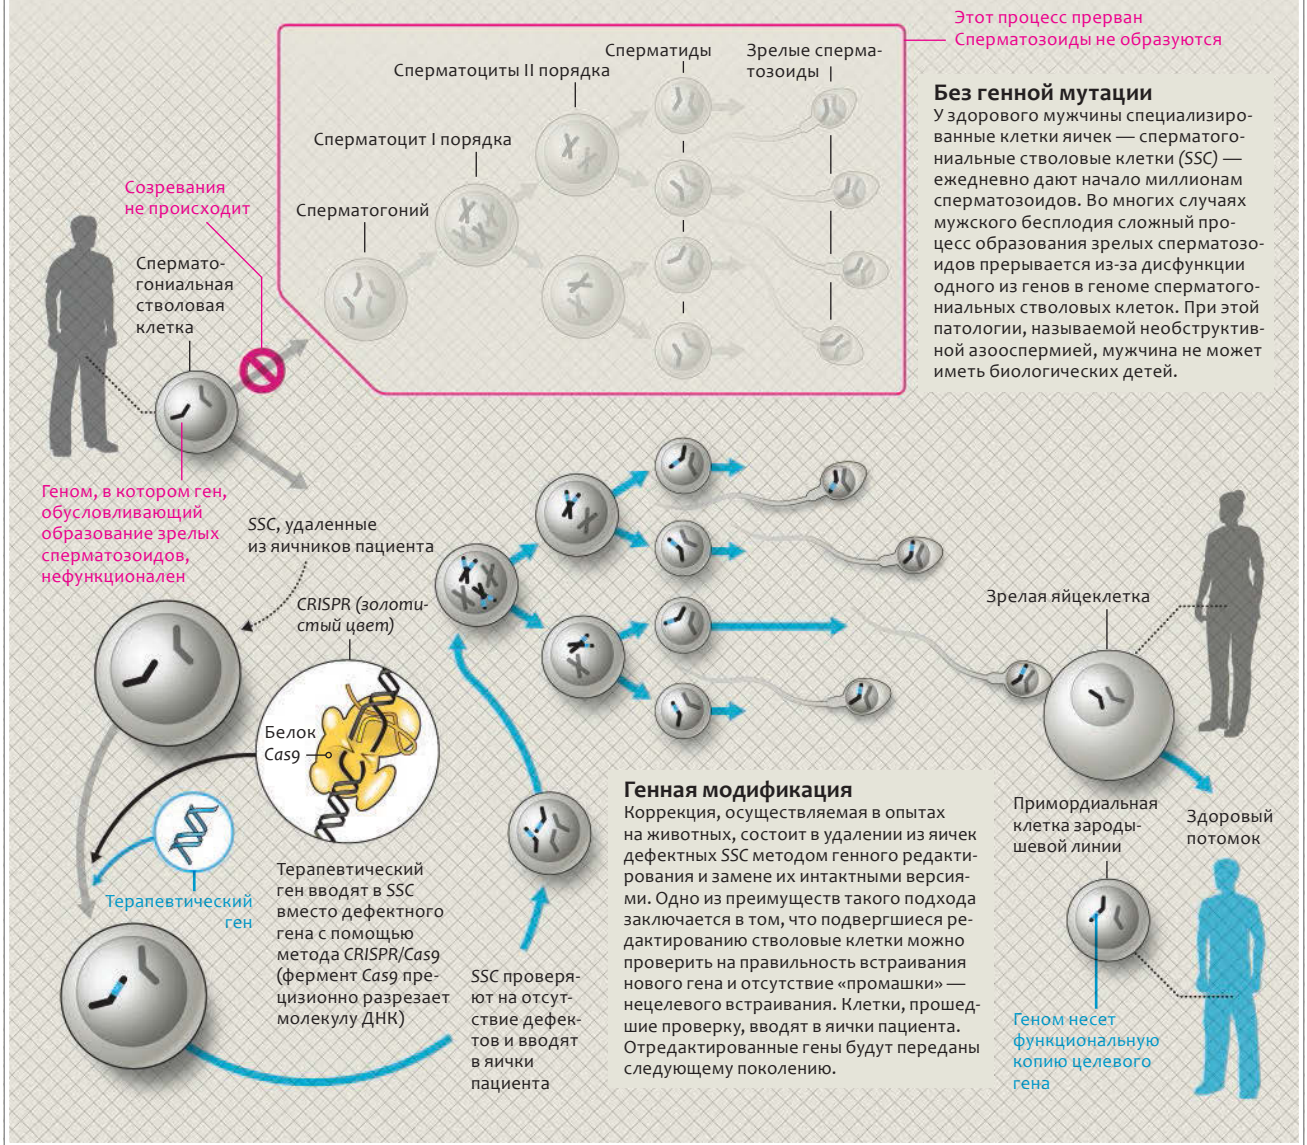 Этот процесс прерван
Сперматозоиды не образуются
Сперматиды
Зрелые сперма-
тозоиды
Сперматоциты II порядка
Сперматоцит I порядка
Сперматогоний
Без генной мутации
У здорового мужчины специализиро-
ванные клетки яичек — сперматого-
ниальные стволовые клетки (SSC) —
ежедневно дают начало миллионам
сперматозоидов. Во многих случаях
мужского бесплодия сложный про-
цесс образования зрелых сперматозо-
идов прерывается из-за дисфункции
одного из генов в геноме сперматого-
ниальных стволовых клеток. При этой
патологии, называемой необструктив-
ной азооспермией, мужчина не может
иметь биологических детей.
Созревания
не происходит
Спермато-
гониальная
стволовая
клетка
Геном, в котором ген,
обусловливающий
образование зрелых
сперматозоидов,
нефункционален
SSC, удаленные
из яичников пациента
CRISPR (золоти-
стый цвет)
Белок
Cas9
Терапевтический
ген
Терапевтический
ген вводят в SSC
вместо дефектного
гена с помощью
метода CRISPR/Cas9
(фермент Cas9 пре-
цизионно разрезает
молекулу ДНК)
SSC проверя-
ют на отсут-
ствие дефек-
тов и вводят
в яички
пациента
Генная модификация
Коррекция, осуществляемая в опытах
на животных, состоит в удалении из яичек
дефектных SSC методом генного редакти-
рования и замене их интактными версия-
ми. Одно из преимуществ такого подхода
заключается в том, что подвергшиеся ре-
дактированию стволовые клетки можно
проверить на правильность встраивания
нового гена и отсутствие «промашки» —
нецелевого встраивания. Клетки, прошед-
шие проверку, вводят в яички пациента.
Отредактированные гены будут переданы
следующему поколению.
Зрелая яйцеклетка
Примордиальная
клетка зароды-
шевой линии
Здоровый
потомок
Геном несет
функциональную
копию целевого
гена